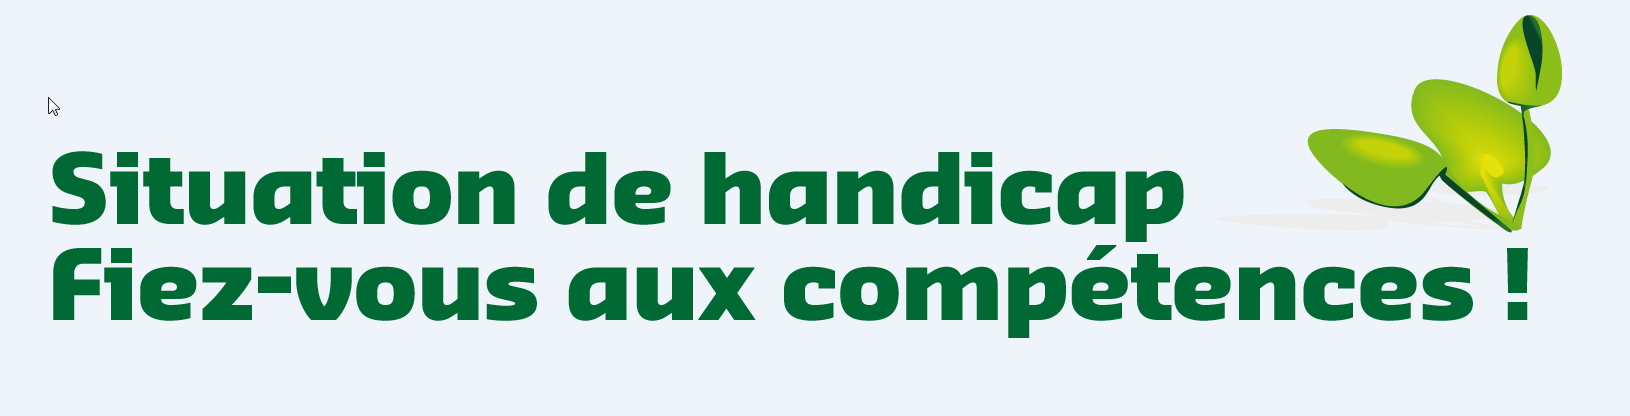 Situation de handicap
Fiez-vous aux compétences !